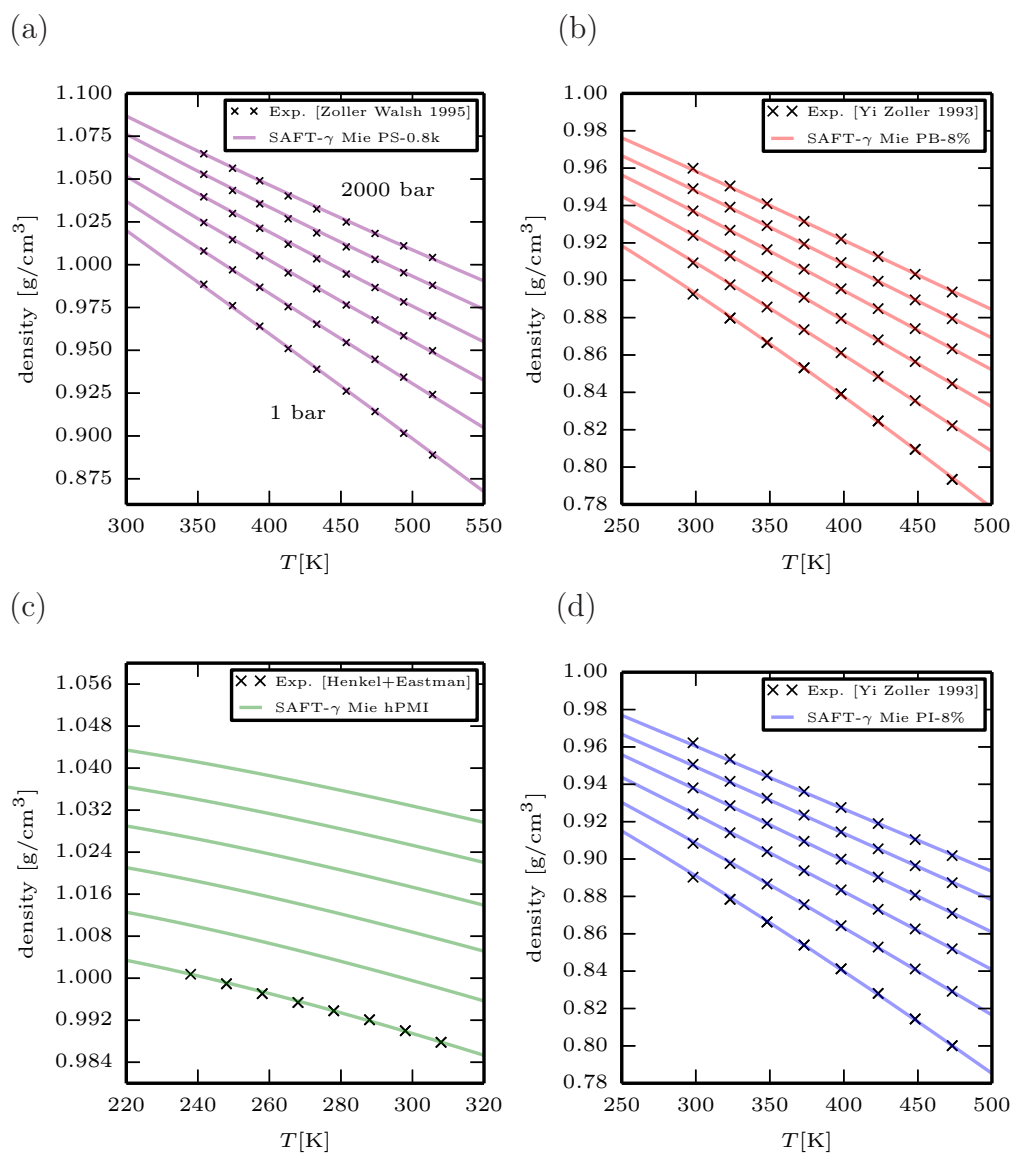 (a)
1.100
1.075
1.050
1.025
1.000
0.975
0.950
0.925
0.900
0.875
density [g/cm³]
Exp. [Zoller Walsh 1995]
SAFT-γ Mie PS-0.8k
2000 bar
1 bar
300 350 400 450 500 550
T[K]
(b)
1.00
0.98
0.96
0.94
0.92
0.90
0.88
0.86
0.84
0.82
0.80
0.78
density [g/cm³]
Exp. [Yi Zoller 1993]
SAFT-γ Mie PB-8%
250 300 350 400 450 500
T[K]
(c)
1.056
1.048
1.040
1.032
1.024
1.016
1.008
1.000
0.992
0.984
density [g/cm³]
Exp. [Henkel+Eastman]
SAFT-γ Mie hPMI
220 240 260 280 300 320
T[K]
(d)
1.00
0.98
0.96
0.94
0.92
0.90
0.88
0.86
0.84
0.82
0.80
0.78
density [g/cm³]
Exp. [Yi Zoller 1993]
SAFT-γ Mie PI-8%
250 300 350 400 450 500
T[K]